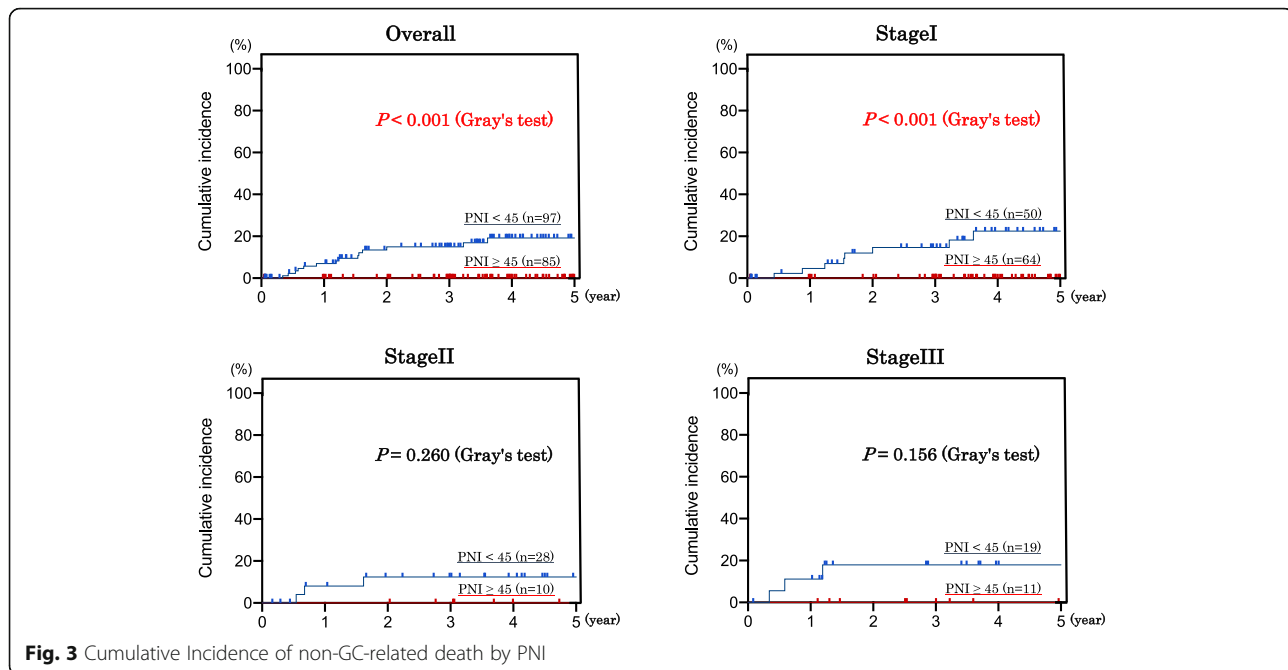 Overall
(%)
100
80
60
40
20
0
Cumulative incidence
P < 0.001 (Gray's test)
PNI < 45 (n=97)
PNI ≥ 45 (n=85)
0 1 2 3 4 5 (year)
StageI
(%)
100
80
60
40
20
0
Cumulative incidence
P < 0.001 (Gray's test)
PNI < 45 (n=50)
PNI ≥ 45 (n=64)
0 1 2 3 4 5 (year)
StageII
(%)
100
80
60
40
20
0
Cumulative incidence
P = 0.260 (Gray's test)
PNI < 45 (n=28)
PNI ≥ 45 (n=10)
0 1 2 3 4 5 (year)
StageIII
(%)
100
80
60
40
20
0
Cumulative incidence
P = 0.156 (Gray's test)
PNI < 45 (n=19)
PNI ≥ 45 (n=11)
0 1 2 3 4 5 (year)
Fig. 3 Cumulative Incidence of non-GC-related death by PNI